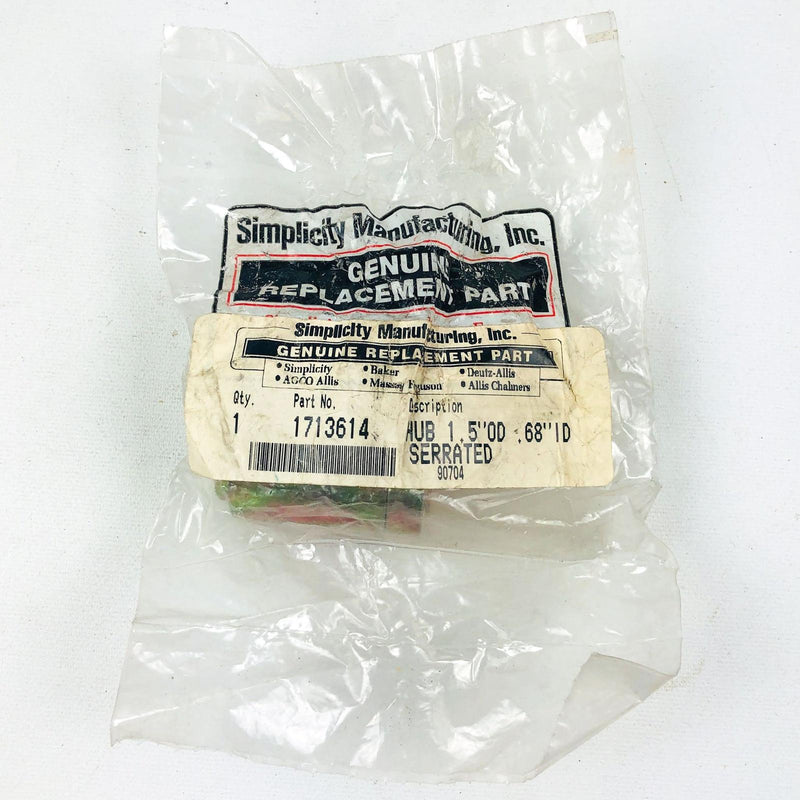 Simplicity Manufacturing, Inc.
GENUINE
REPLACEMENT PART
Simplicity Manufacturing, Inc.
GENUINE REPLACEMENT PART
• Simplicity • Baker • Deutz-Allis
• AGCO Allis • Massey Ferguson • Allis Chalmers
Qty. Part No. Dscription
1 1713614 HUB 1.5"OD .68"ID
SERRATED
90704